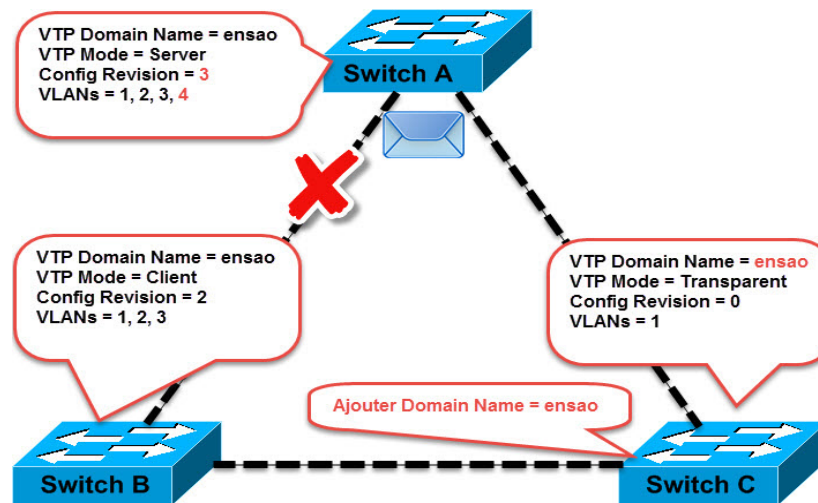 VTP Domain Name = ensao
VTP Mode = Server
Config Revision = 3
VLANs = 1, 2, 3, 4
Switch A
VTP Domain Name = ensao
VTP Mode = Client
Config Revision = 2
VLANs = 1, 2, 3
VTP Domain Name = ensao
VTP Mode = Transparent
Config Revision = 0
VLANs = 1
Ajouter Domain Name = ensao
Switch B
Switch C